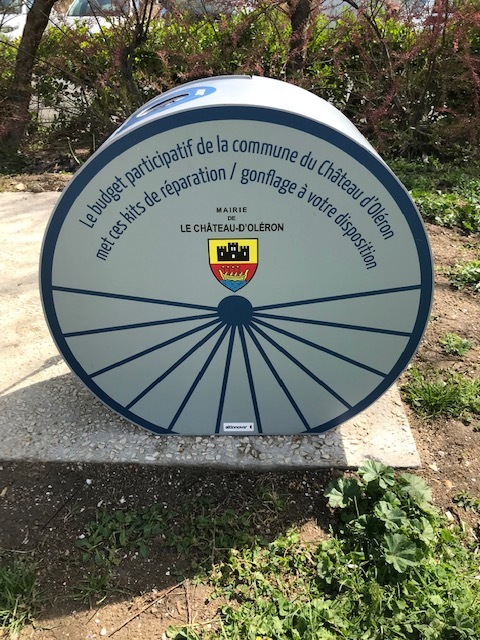 Le budget participatif de la commune du Château d'Oléron
met ces kits de réparation / gonflage à votre disposition
MAIRIE
DE
LE CHÂTEAU-D'OLÉRON
altinnova